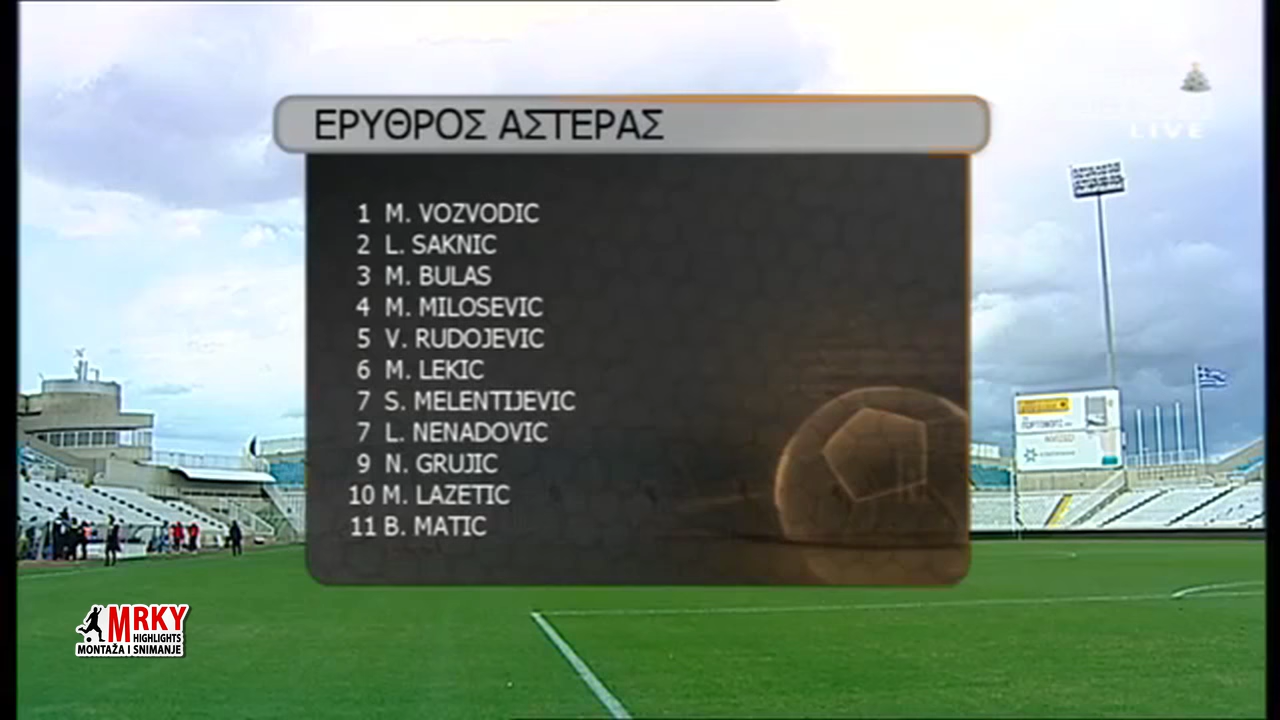 ΕΡΥΘΡΟΣ ΑΣΤΕΡΑΣ
LIVE
1 M. VOZVODIC
2 L. SAKNIC
3 M. BULAS
4 M. MILOSEVIC
5 V. RUDOJEVIC
6 M. LEKIC
7 S. MELENTIJEVIC
7 L. NENADOVIC
9 N. GRUJIC
10 M. LAZETIC
11 B. MATIC
MRKY
HIGHLIGHTS
MONTAŽA I SNIMANJE